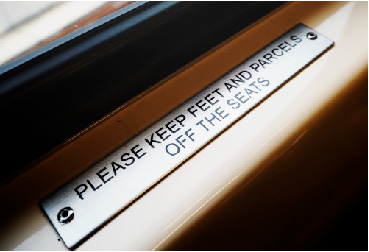 PLEASE KEEP FEET AND PARCELS
OFF THE SEATS